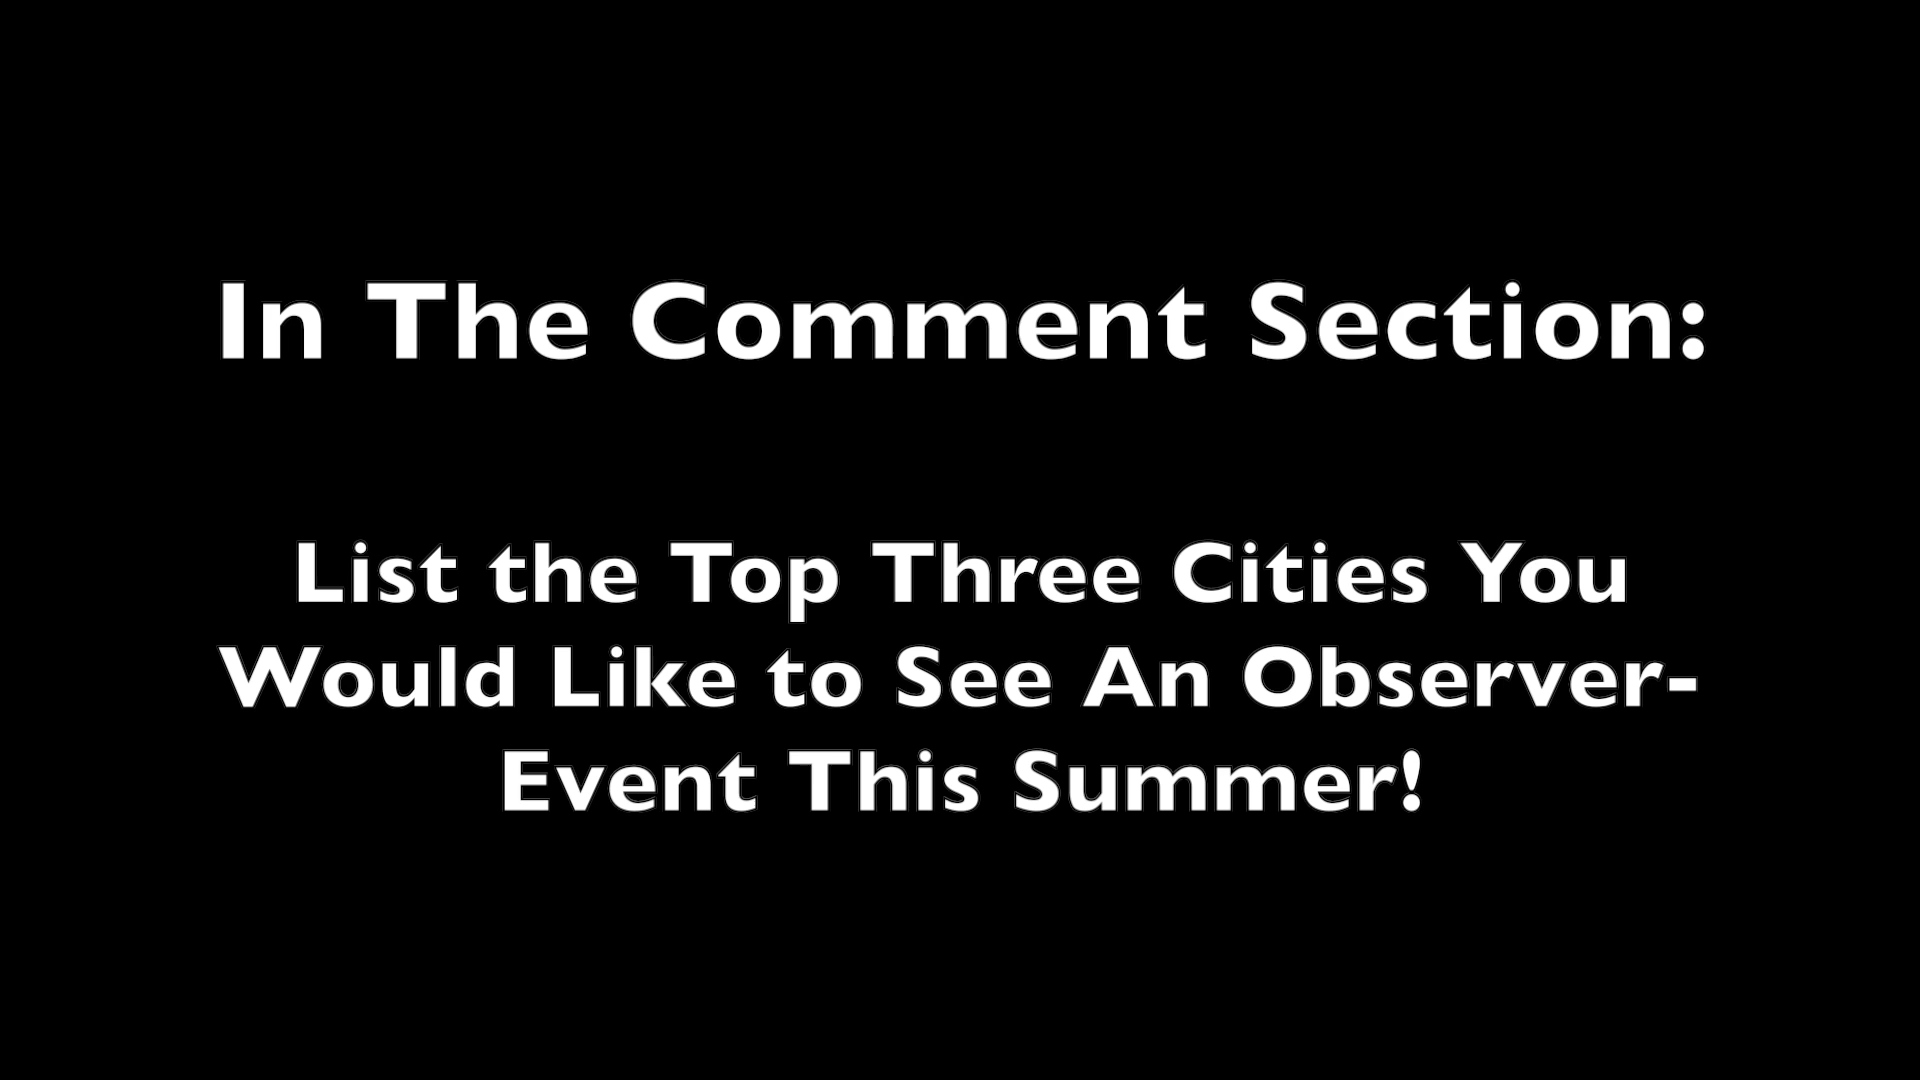 In The Comment Section:
List the Top Three Cities You
Would Like to See An Observer-
Event This Summer!